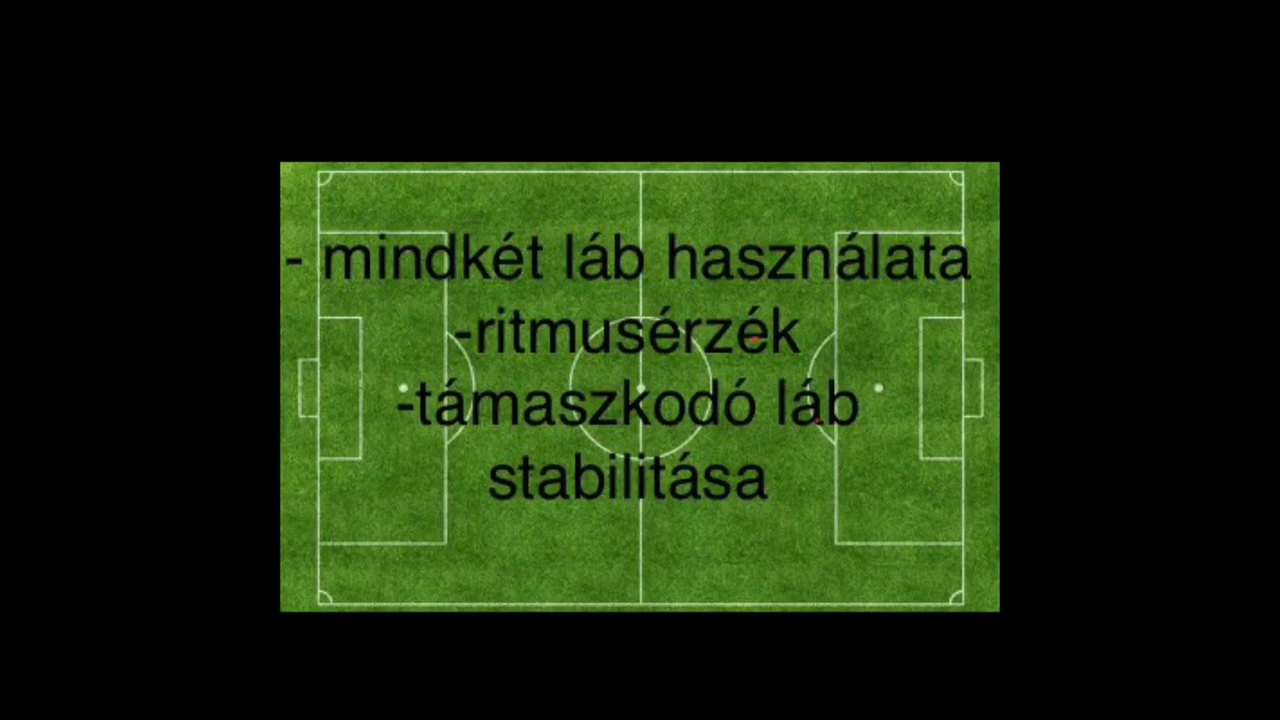 - mindkét láb használata
-ritmusérzék
-támaszkodó láb
stabilitása